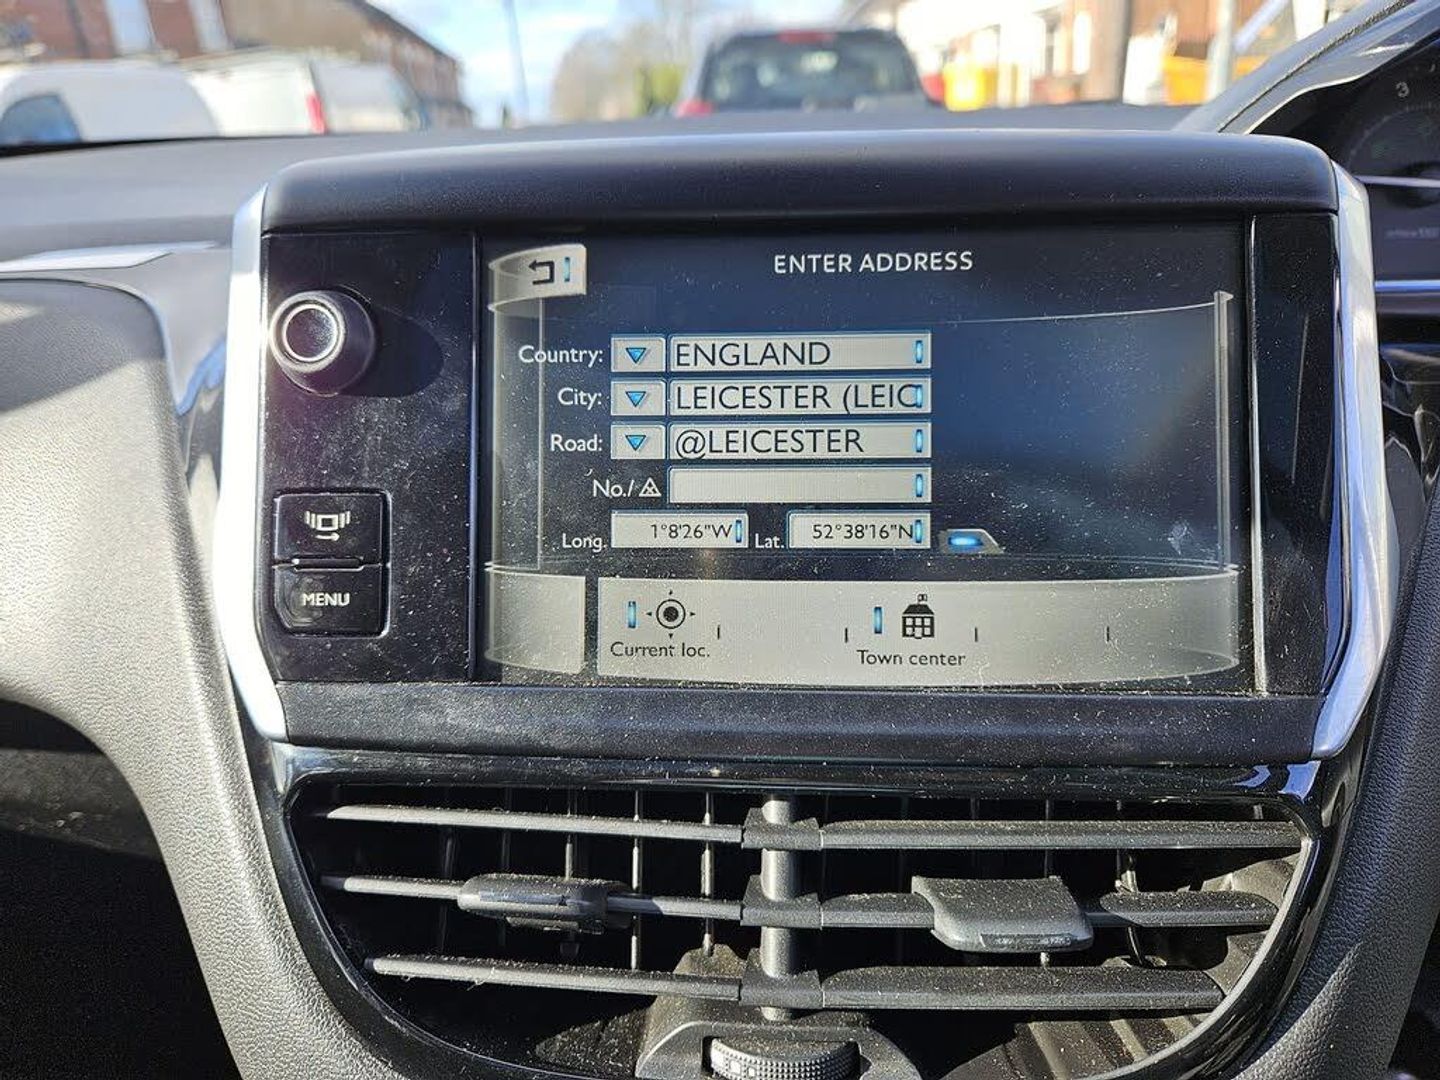 ENTER ADDRESS
Country: ENGLAND
City: LEICESTER (LEIC
Road: @LEICESTER
No./
Long. 1°8'26"W Lat. 52°38'16"N
Current loc. Town center
MENU
3